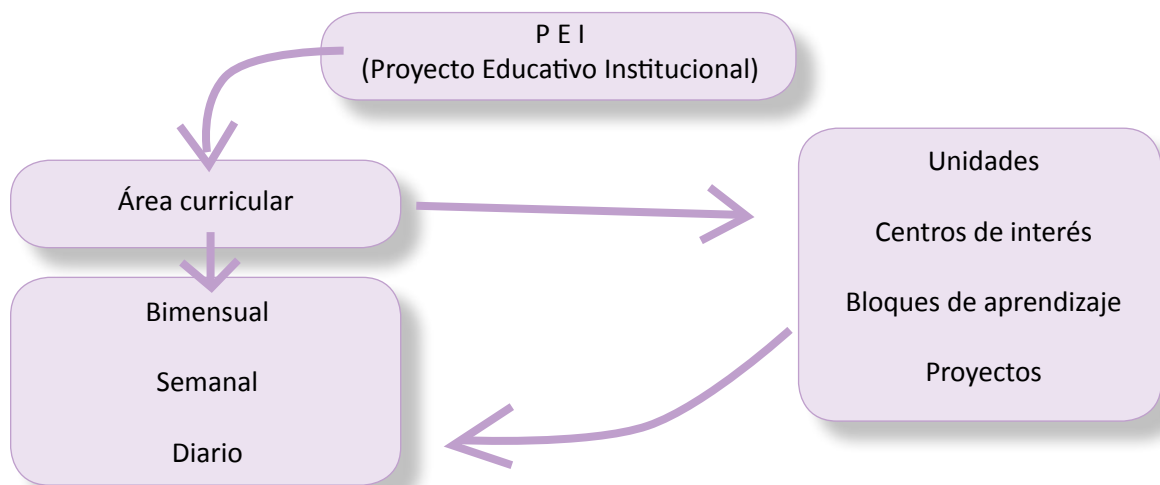 P E I
(Proyecto Educativo Institucional)
Área curricular
Unidades
Centros de interés
Bloques de aprendizaje
Proyectos
Bimensual
Semanal
Diario